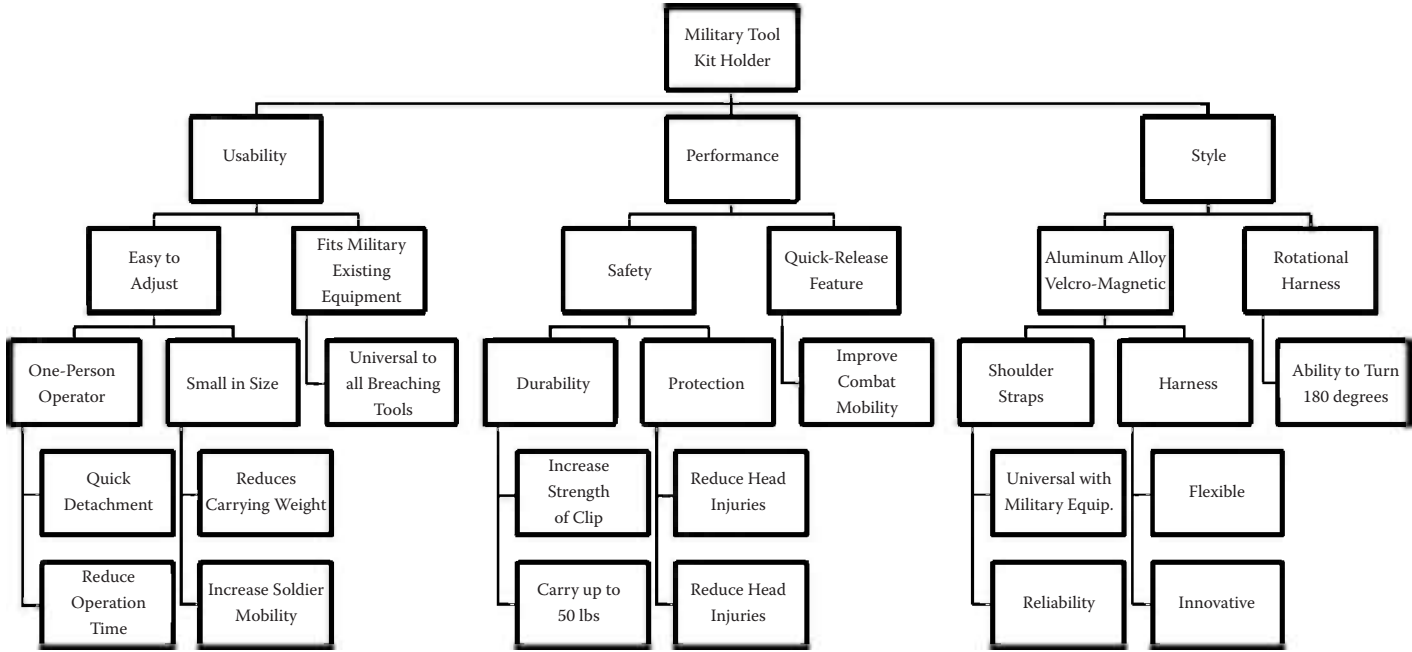 Military Tool
Kit Holder
Usability
Performance
Style
Easy to
Adjust
Fits Military
Existing
Equipment
Safety
Quick-Release
Feature
Aluminum Alloy
Velcro-Magnetic
Rotational
Harness
One-Person
Operator
Small in Size
Universal to
all Breaching
Tools
Durability
Protection
Improve
Combat
Mobility
Shoulder
Straps
Harness
Ability to Turn
180 degrees
Quick
Detachment
Reduces
Carrying Weight
Increase
Strength
of Clip
Reduce Head
Injuries
Universal with
Military Equip.
Flexible
Reduce
Operation
Time
Increase Soldier
Mobility
Carry up to
50 lbs
Reduce Head
Injuries
Reliability
Innovative